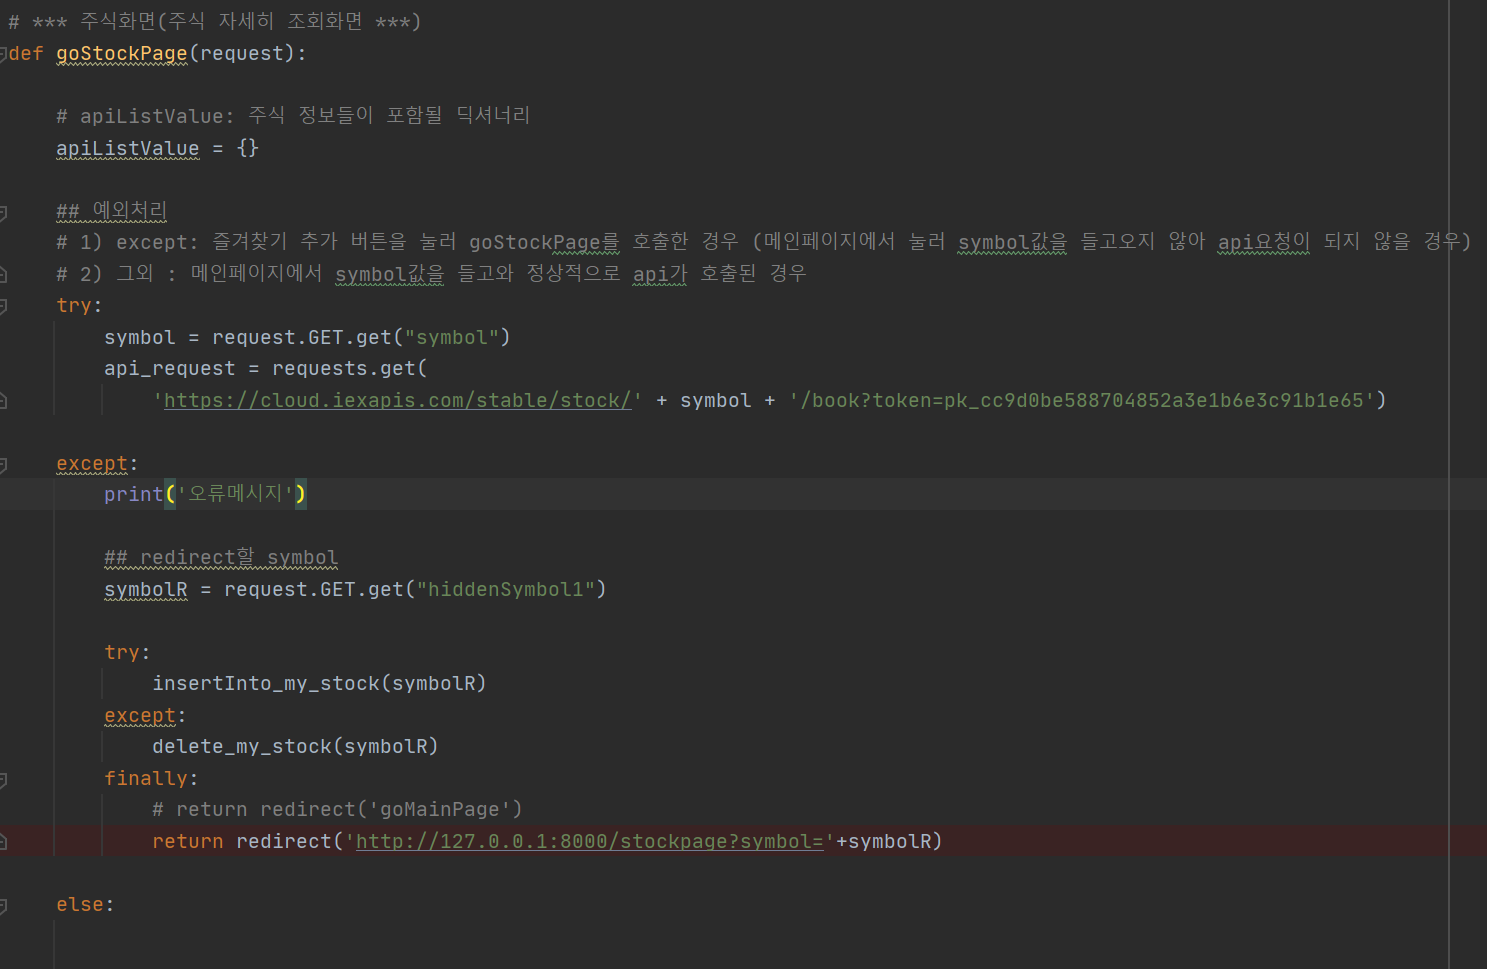 # *** 주식화면(주식 자세히 조회화면 ***)
def goStockPage(request):
# apiListValue: 주식 정보들이 포함될 딕셔너리
apiListValue = {}
## 예외처리
# 1) except: 즐겨찾기 추가 버튼을 눌러 goStockPage를 호출한 경우 (메인페이지에서 눌러 symbol값을 들고오지 않아 api요청이 되지 않을 경우)
# 2) 그외 : 메인페이지에서 symbol값을 들고와 정상적으로 api가 호출된 경우
try:
symbol = request.GET.get("symbol")
api_request = requests.get(
'https://cloud.iexapis.com/stable/stock/' + symbol + '/book?token=pk_cc9d0be588704852a3e1b6e3c91b1e65')
except:
print('오류메시지')
## redirect할 symbol
symbolR = request.GET.get("hiddenSymbol1")
try:
insertInto_my_stock(symbolR)
except:
delete_my_stock(symbolR)
finally:
# return redirect('goMainPage')
return redirect('http://127.0.0.1:8000/stockpage?symbol='+symbolR)
else: